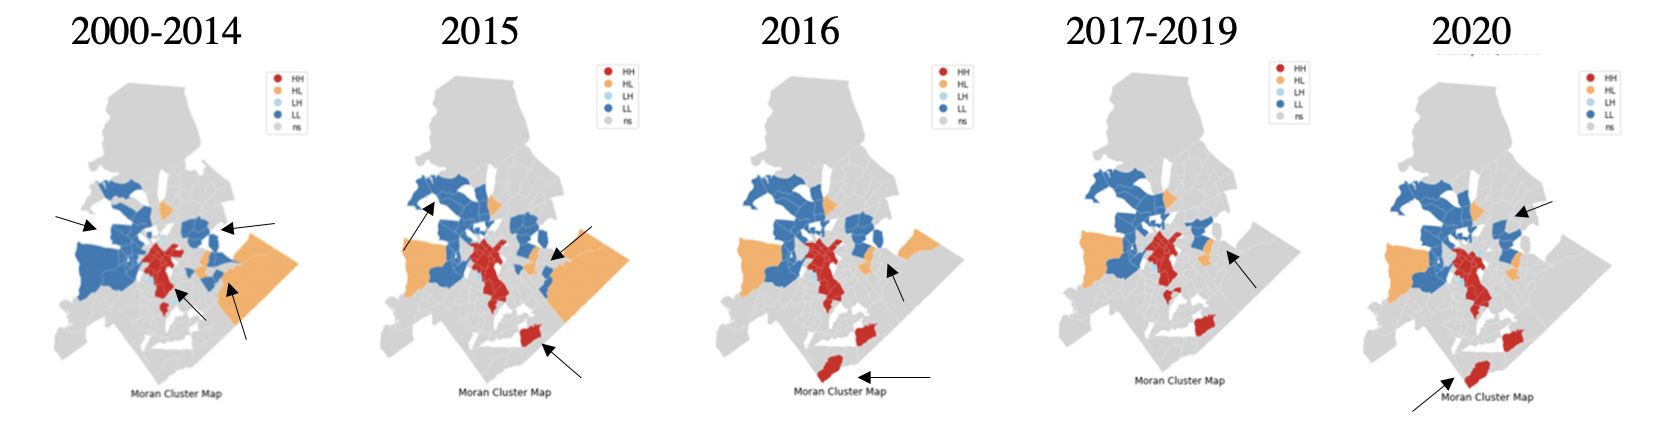 2000-2014
2015
2016
2017-2019
2020
HH
HL
LH
LL
ns
HH
HL
LH
LL
ns
HH
HL
LH
LL
ns
HH
HL
LH
LL
ns
HH
HL
LH
LL
ns
Moran Cluster Map
Moran Cluster Map
Moran Cluster Map
Moran Cluster Map
Moran Cluster Map